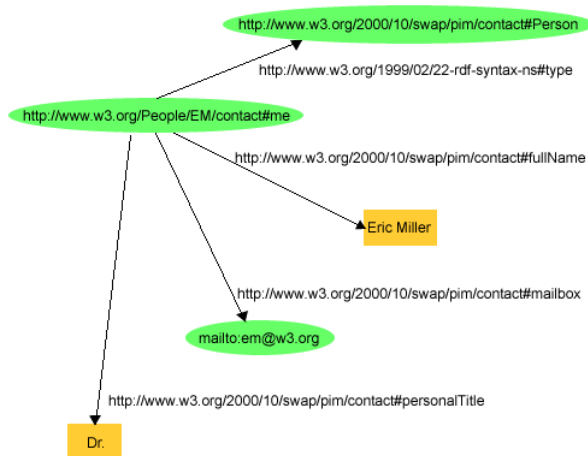 http://www.w3.org/2000/10/swap/pim/contact#Person
http://www.w3.org/1999/02/22-rdf-syntax-ns#type
http://www.w3.org/People/EM/contact#me
http://www.w3.org/2000/10/swap/pim/contact#fullName
Eric Miller
http://www.w3.org/2000/10/swap/pim/contact#mailbox
mailto:em@w3.org
http://www.w3.org/2000/10/swap/pim/contact#personalTitle
Dr.